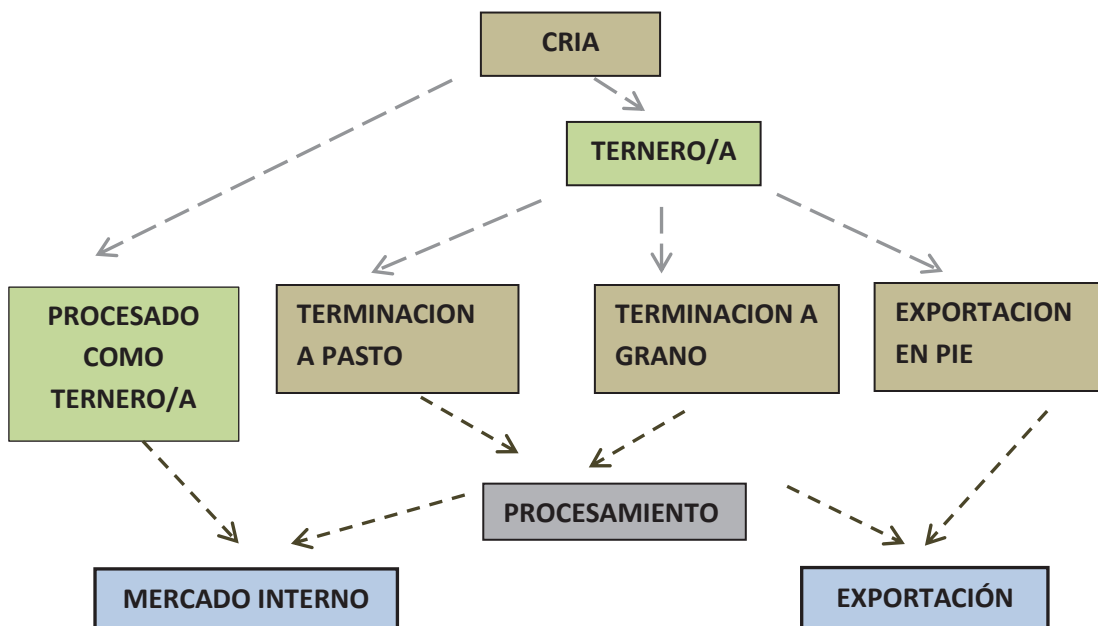 CRIA
TERNERO/A
PROCESADO
COMO
TERNERO/A
TERMINACION
A PASTO
TERMINACION A
GRANO
EXPORTACION
EN PIE
PROCESAMIENTO
MERCADO INTERNO
EXPORTACIÓN